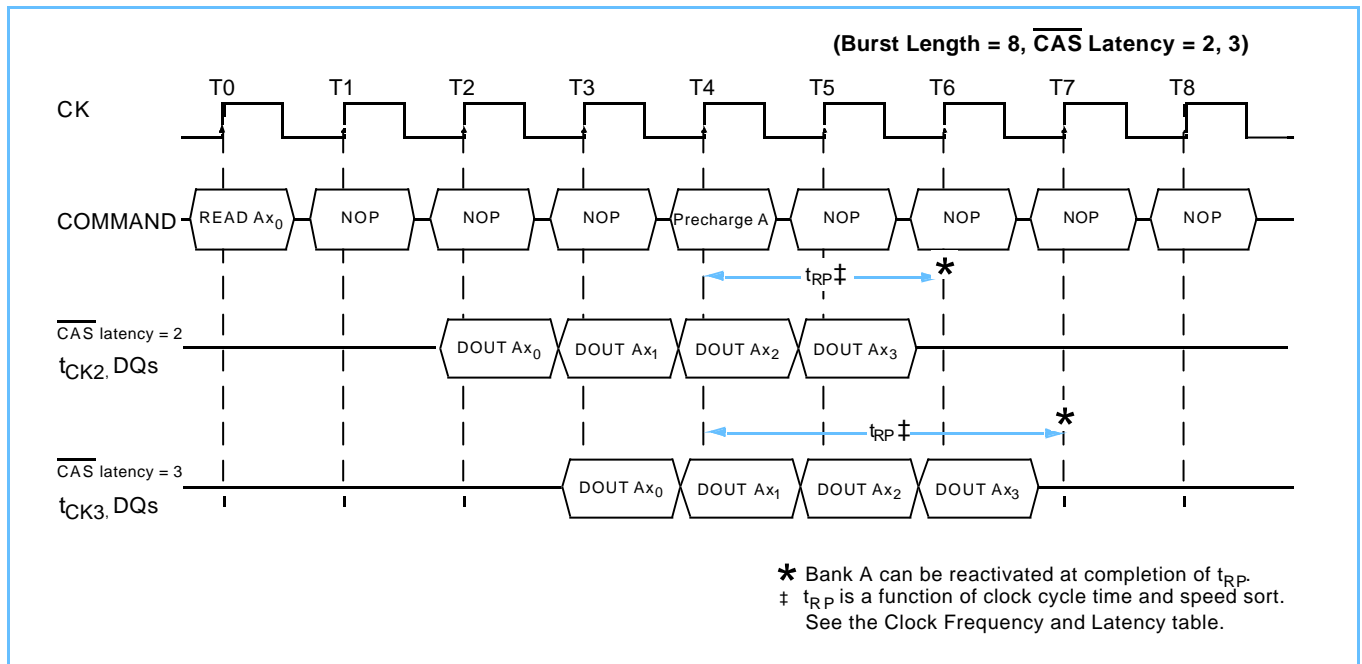 (Burst Length = 8, CAS Latency = 2, 3)
T0 T1 T2 T3 T4 T5 T6 T7 T8
CK
COMMAND READ Ax0 NOP NOP NOP Precharge A NOP NOP NOP NOP
tRP‡ *
CAS latency = 2
tCK2, DQs
DOUT Ax0 DOUT Ax1 DOUT Ax2 DOUT Ax3
tRP‡ *
CAS latency = 3
tCK3, DQs
DOUT Ax0 DOUT Ax1 DOUT Ax2 DOUT Ax3
* Bank A can be reactivated at completion of tRP.
‡ tRP is a function of clock cycle time and speed sort.
See the Clock Frequency and Latency table.